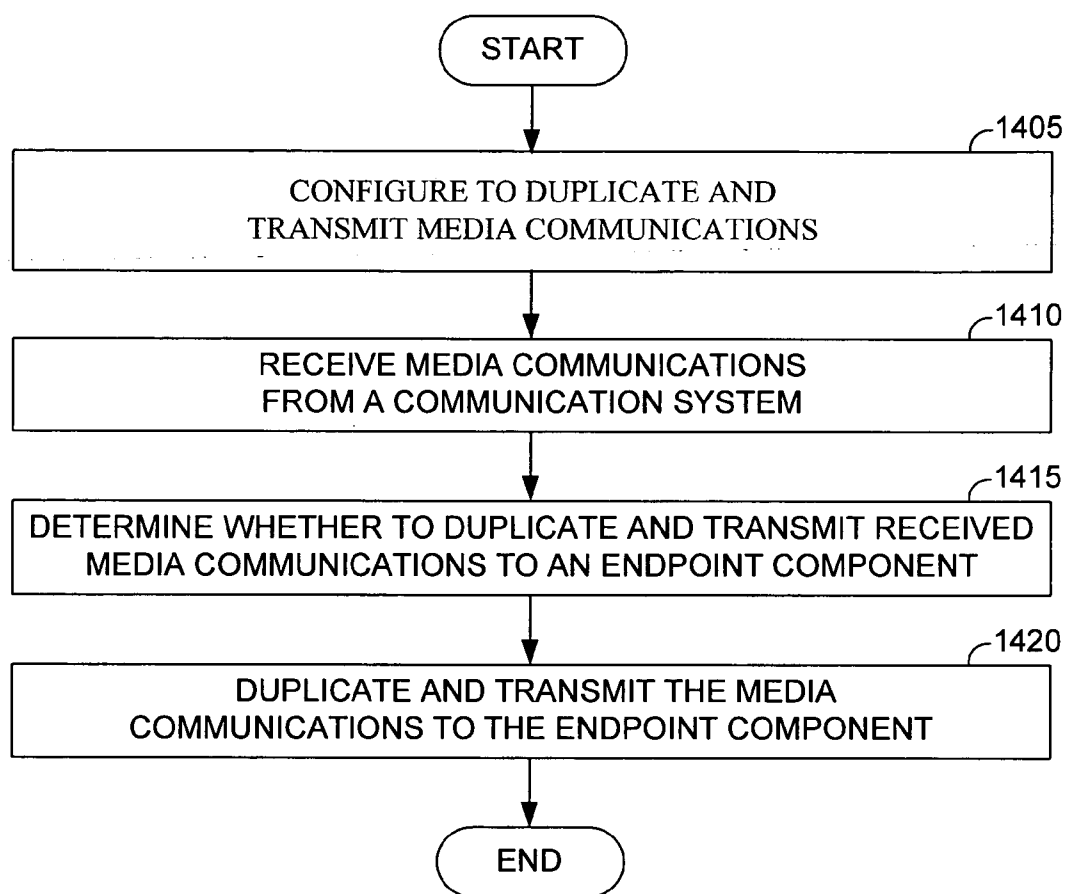 START
1405
CONFIGURE TO DUPLICATE AND
TRANSMIT MEDIA COMMUNICATIONS
1410
RECEIVE MEDIA COMMUNICATIONS
FROM A COMMUNICATION SYSTEM
1415
DETERMINE WHETHER TO DUPLICATE AND TRANSMIT RECEIVED
MEDIA COMMUNICATIONS TO AN ENDPOINT COMPONENT
1420
DUPLICATE AND TRANSMIT THE MEDIA
COMMUNICATIONS TO THE ENDPOINT COMPONENT
END